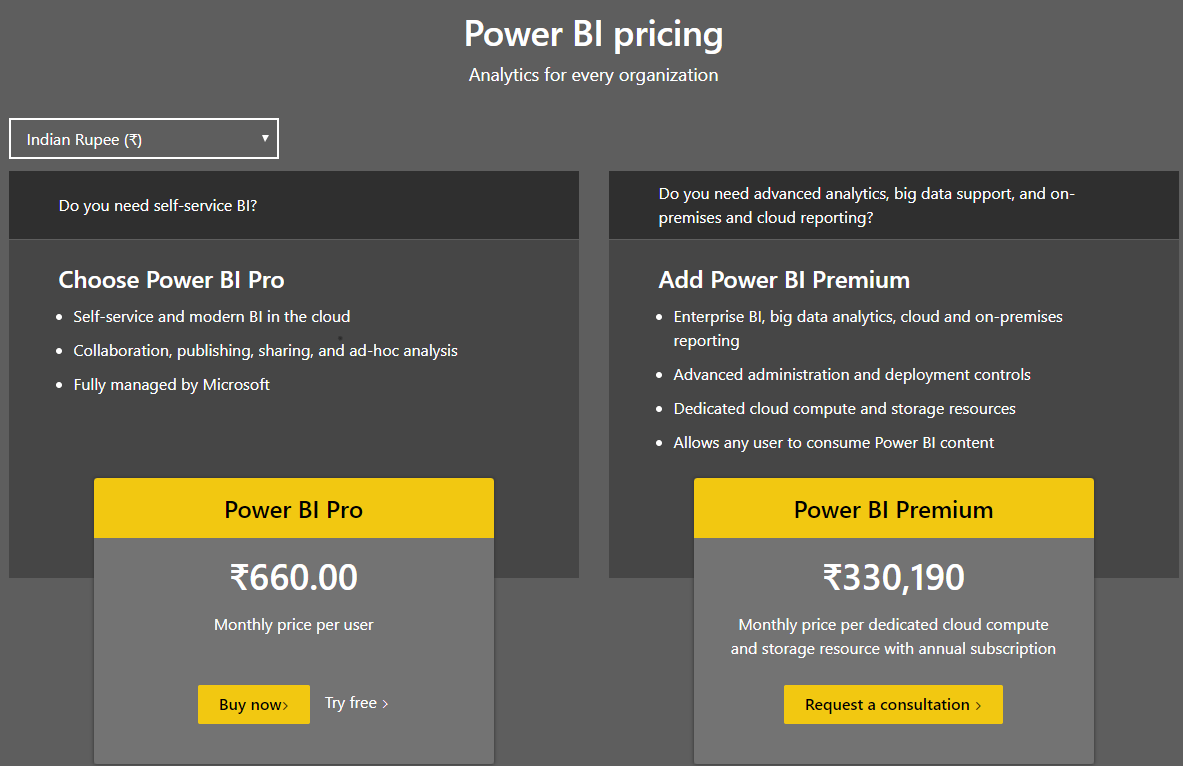 Power BI pricing
Analytics for every organization
Indian Rupee (₹)
Do you need self-service BI?
Choose Power BI Pro
Self-service and modern BI in the cloud
Collaboration, publishing, sharing, and ad-hoc analysis
Fully managed by Microsoft
Power BI Pro
₹660.00
Monthly price per user
Buy now›
Try free ›
Do you need advanced analytics, big data support, and on-
premises and cloud reporting?
Add Power BI Premium
Enterprise BI, big data analytics, cloud and on-premises
reporting
Advanced administration and deployment controls
Dedicated cloud compute and storage resources
Allows any user to consume Power BI content
Power BI Premium
₹330,190
Monthly price per dedicated cloud compute
and storage resource with annual subscription
Request a consultation ›